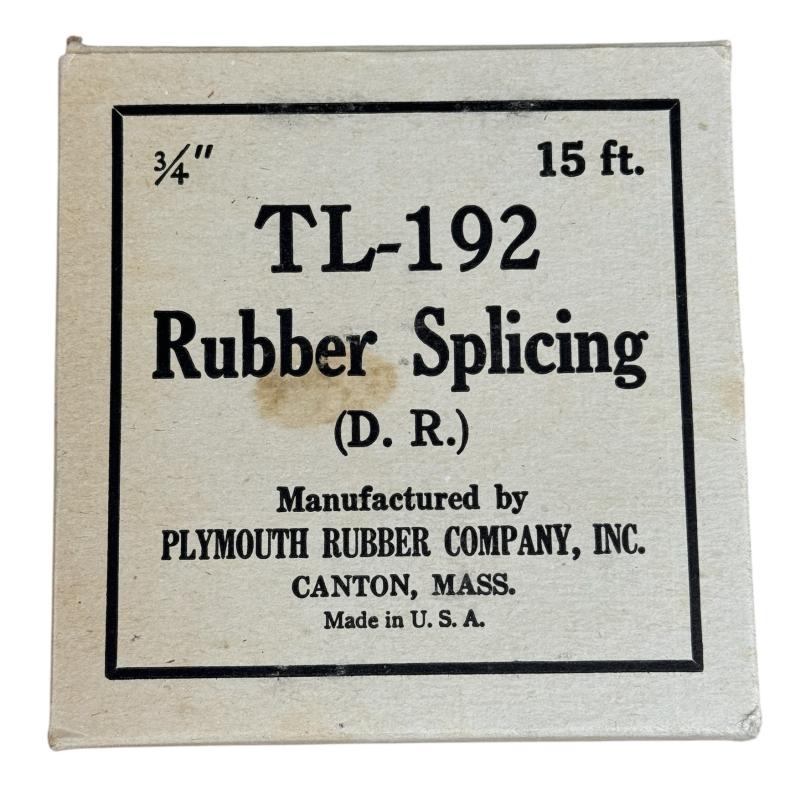 3/4" 15 ft.
TL-192
Rubber Splicing
(D. R.)
Manufactured by
PLYMOUTH RUBBER COMPANY, INC.
CANTON, MASS.
Made in U. S. A.